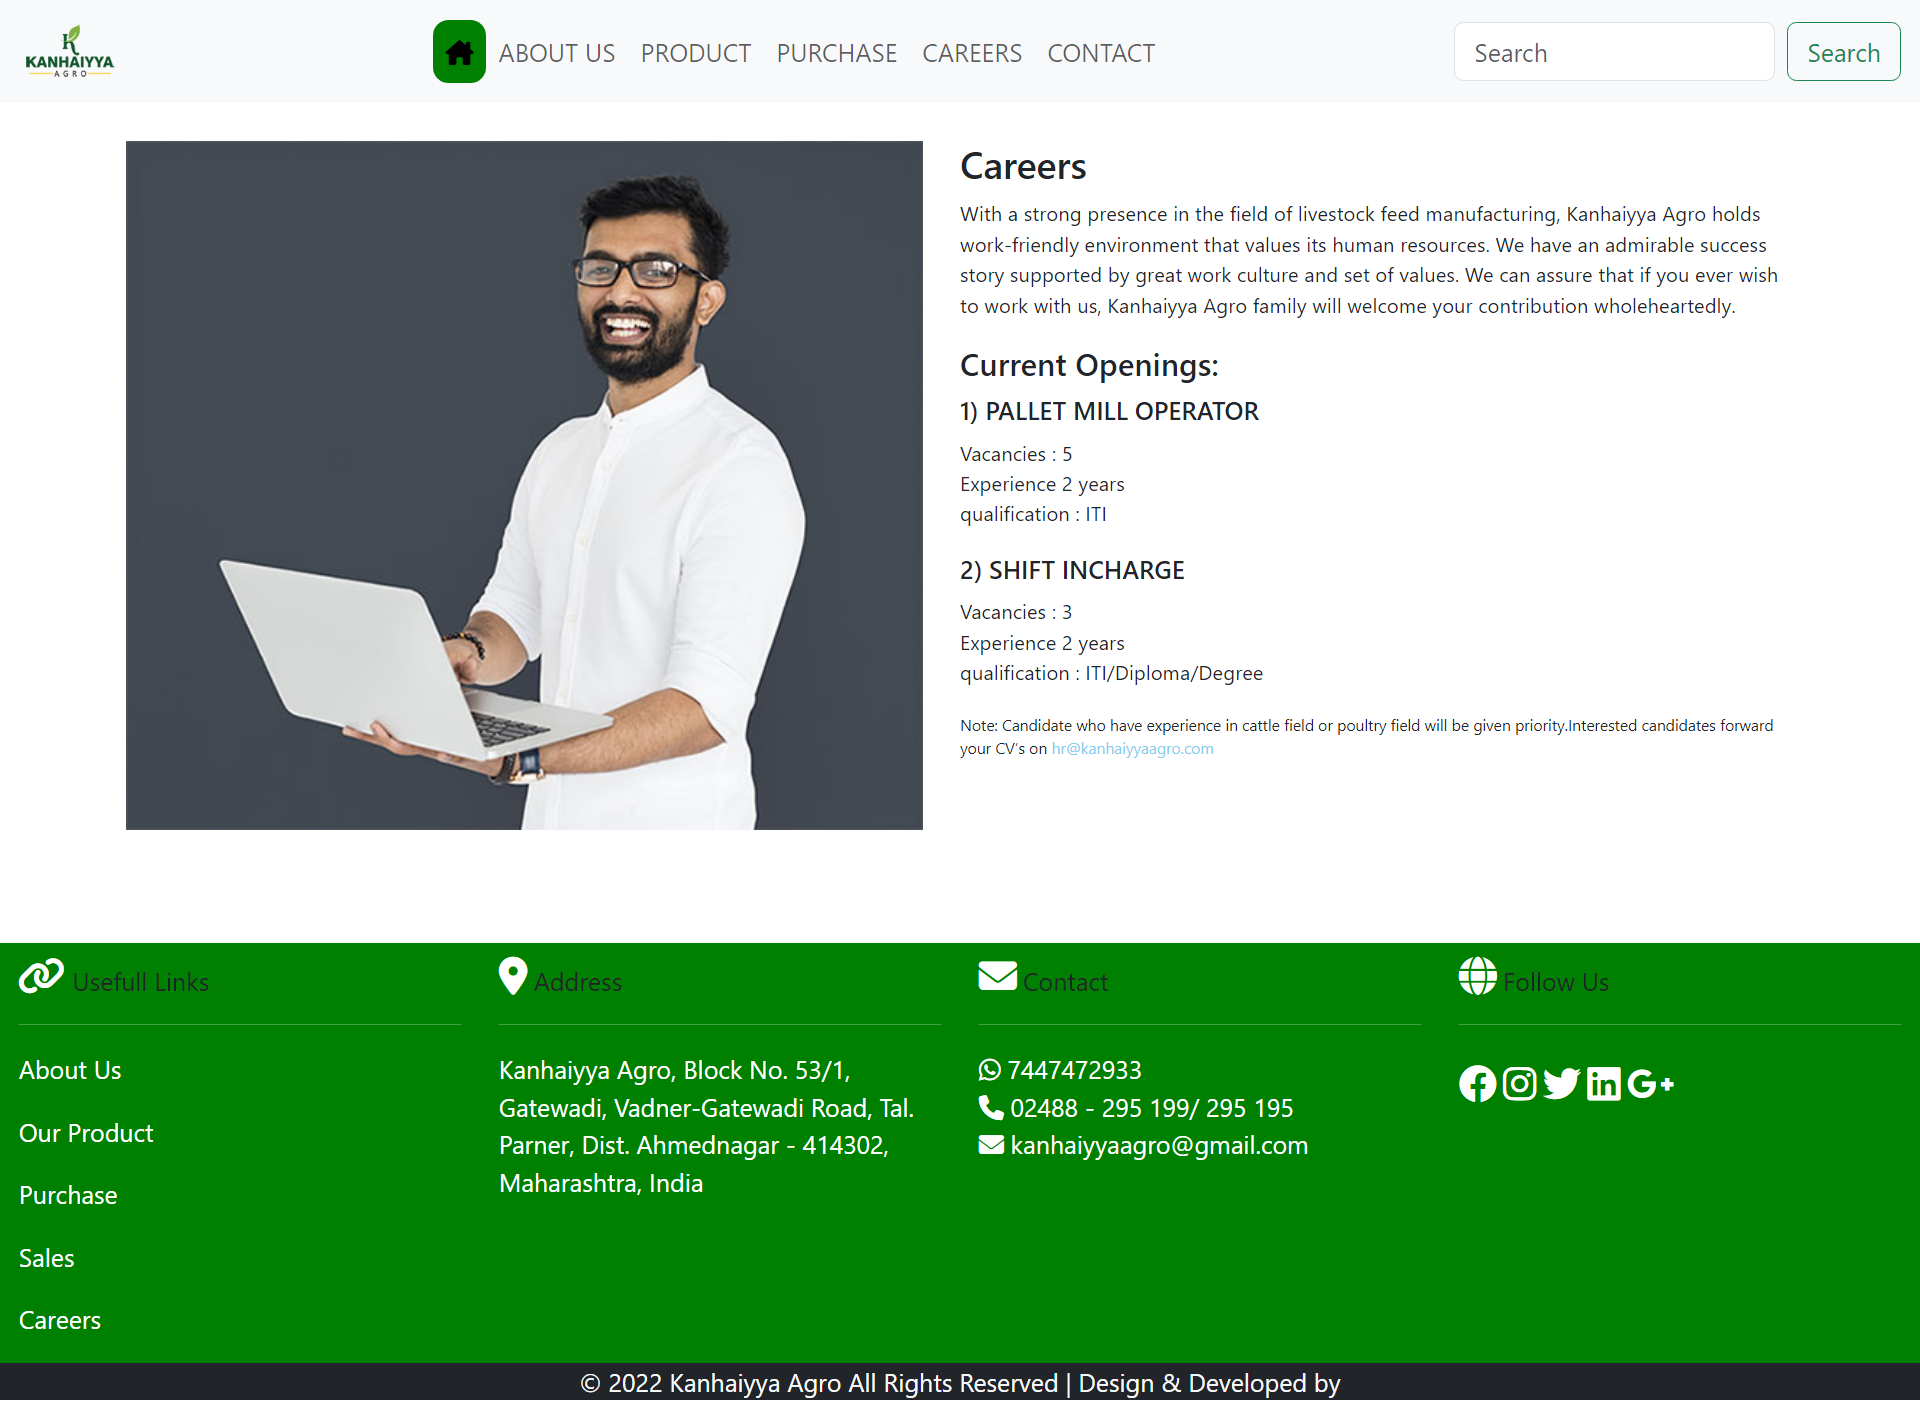 KANHAIYYA
AGRO
ABOUT US PRODUCT PURCHASE CAREERS CONTACT
Search
Search
Careers
With a strong presence in the field of livestock feed manufacturing, Kanhaiyya Agro holds
work-friendly environment that values its human resources. We have an admirable success
story supported by great work culture and set of values. We can assure that if you ever wish
to work with us, Kanhaiyya Agro family will welcome your contribution wholeheartedly.
Current Openings:
1) PALLET MILL OPERATOR
Vacancies : 5
Experience 2 years
qualification : ITI
2) SHIFT INCHARGE
Vacancies : 3
Experience 2 years
qualification : ITI/Diploma/Degree
Note: Candidate who have experience in cattle field or poultry field will be given priority.Interested candidates forward
your CV's on hr@kanhaiyyaagro.com
Usefull Links
About Us
Our Product
Purchase
Sales
Careers
Address
Kanhaiyya Agro, Block No. 53/1,
Gatewadi, Vadner-Gatewadi Road, Tal.
Parner, Dist. Ahmednagar - 414302,
Maharashtra, India
Contact
7447472933
02488 - 295 199/ 295 195
kanhaiyyaagro@gmail.com
Follow Us
© 2022 Kanhaiyya Agro All Rights Reserved | Design & Developed by